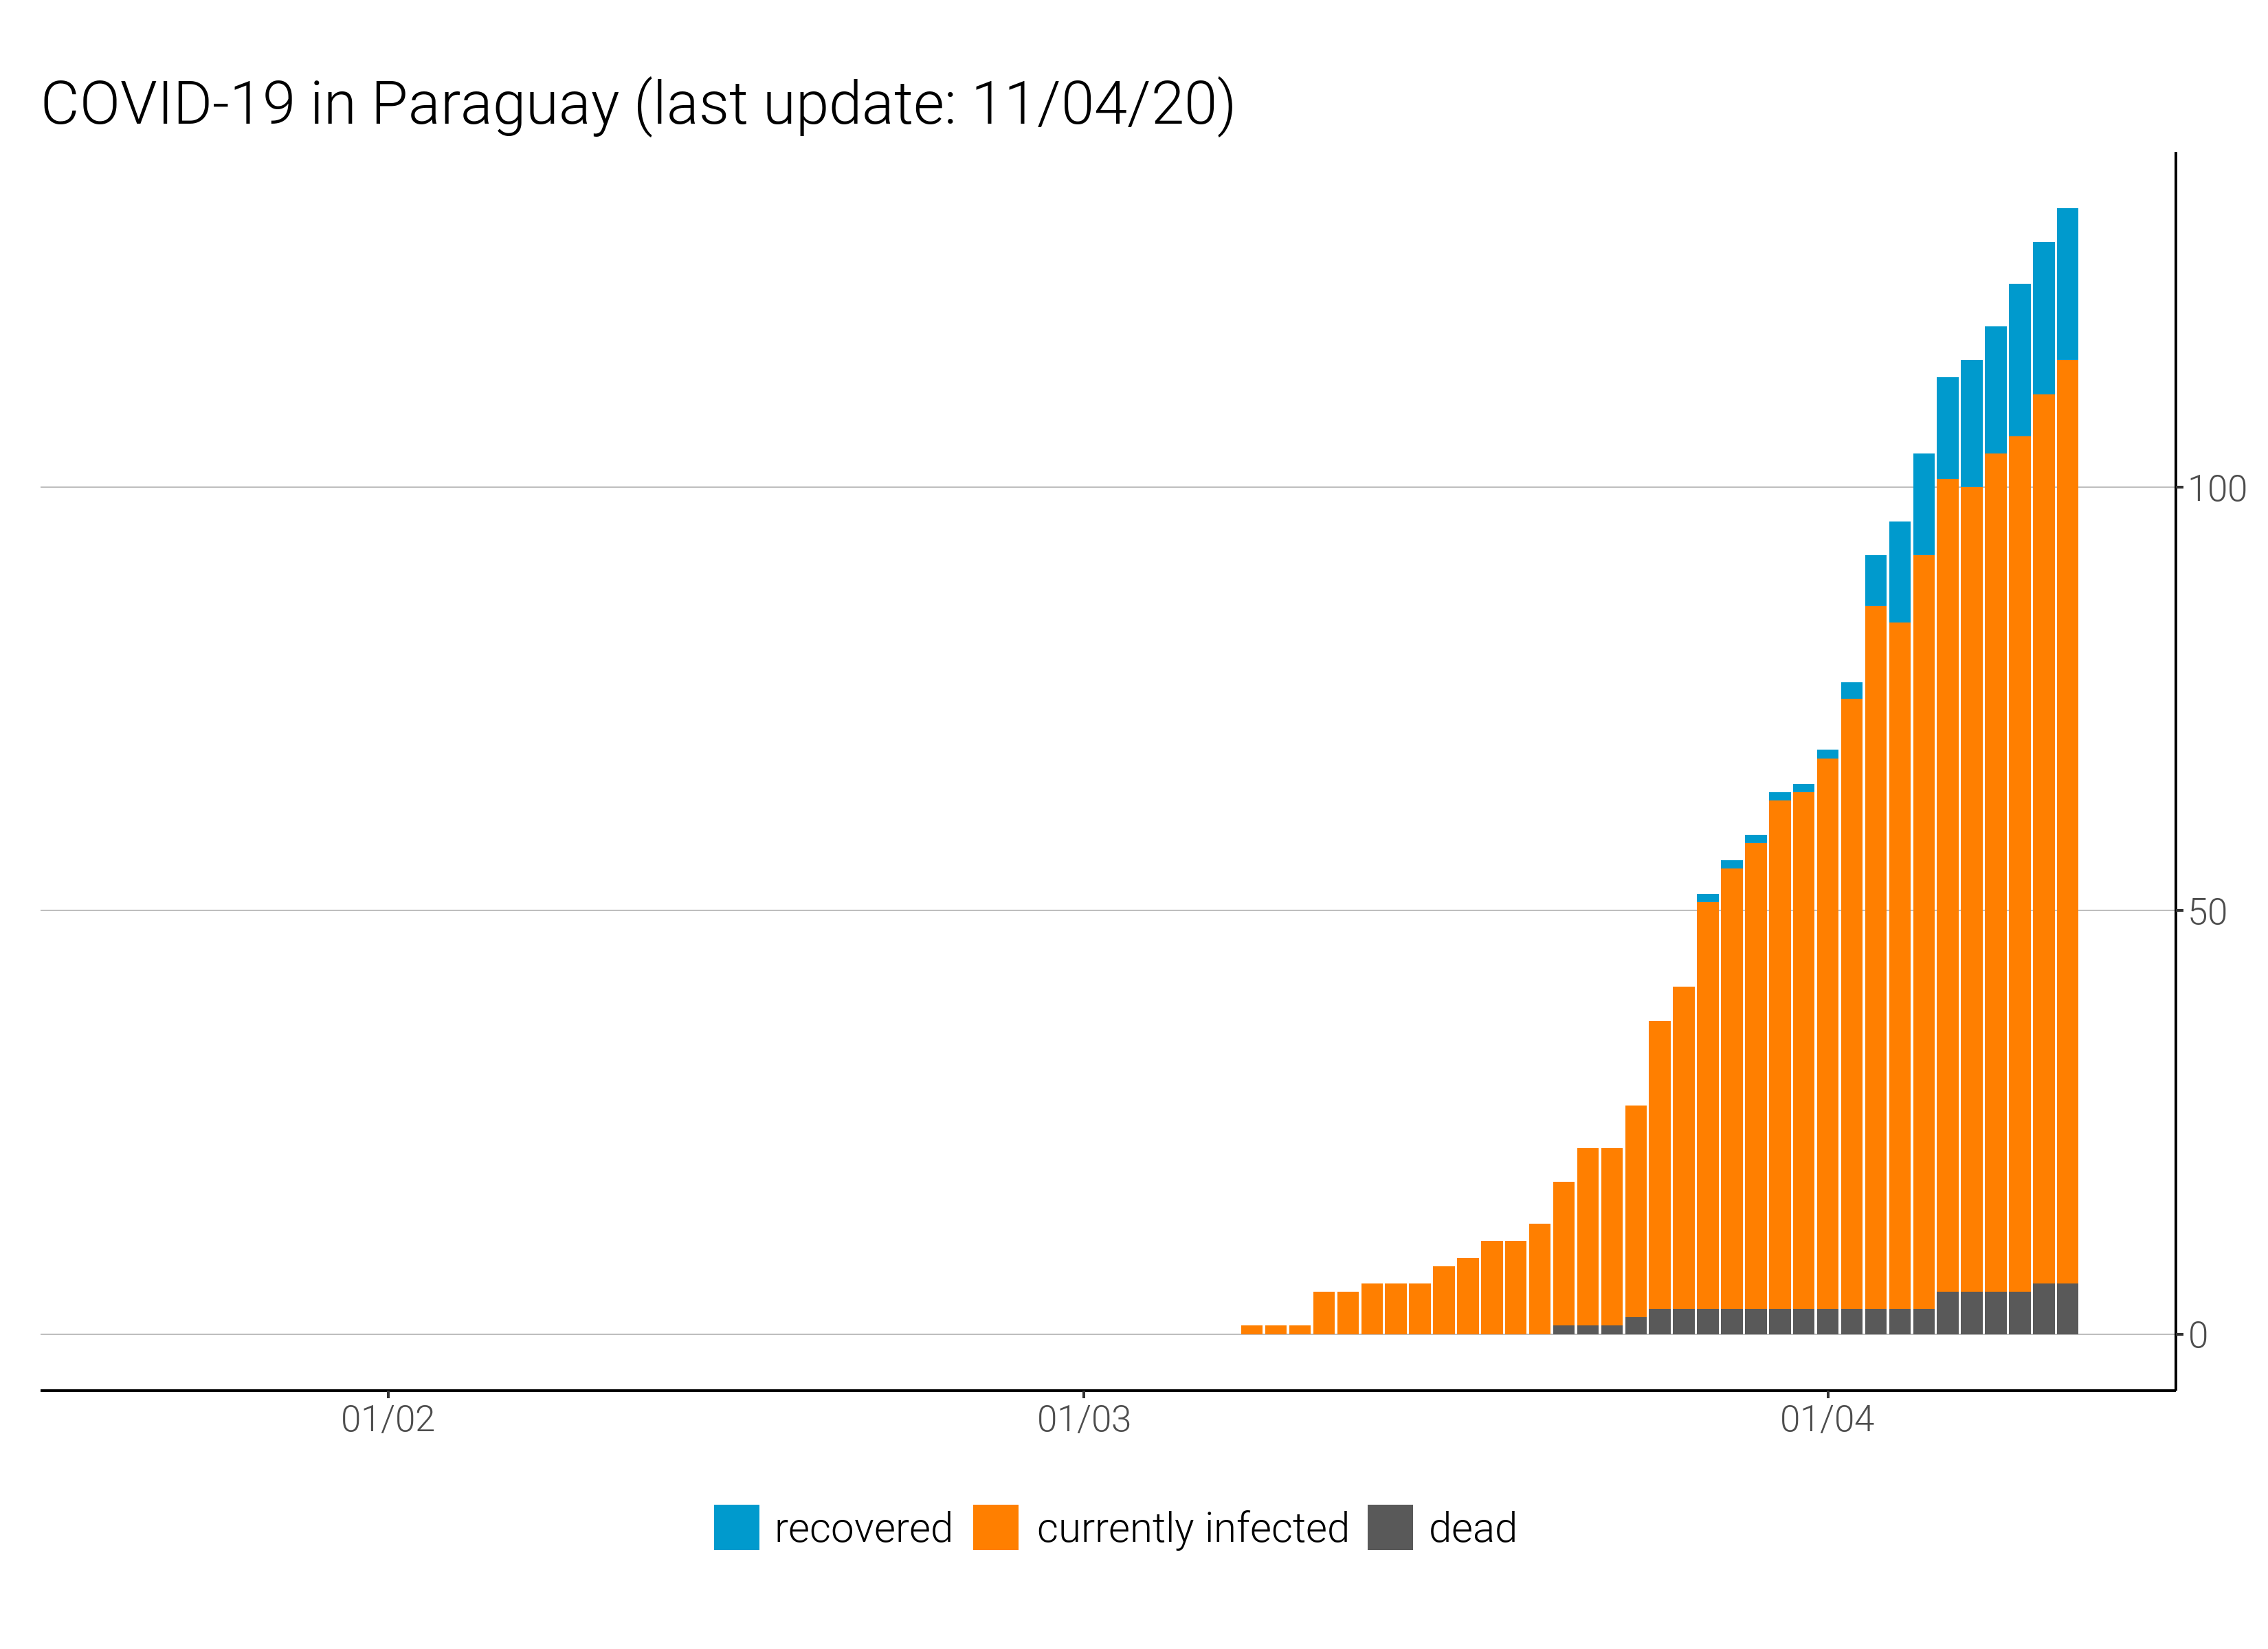 COVID-19 in Paraguay (last update: 11/04/20)
100
50
0
01/02 01/03 01/04
recovered currently infected dead